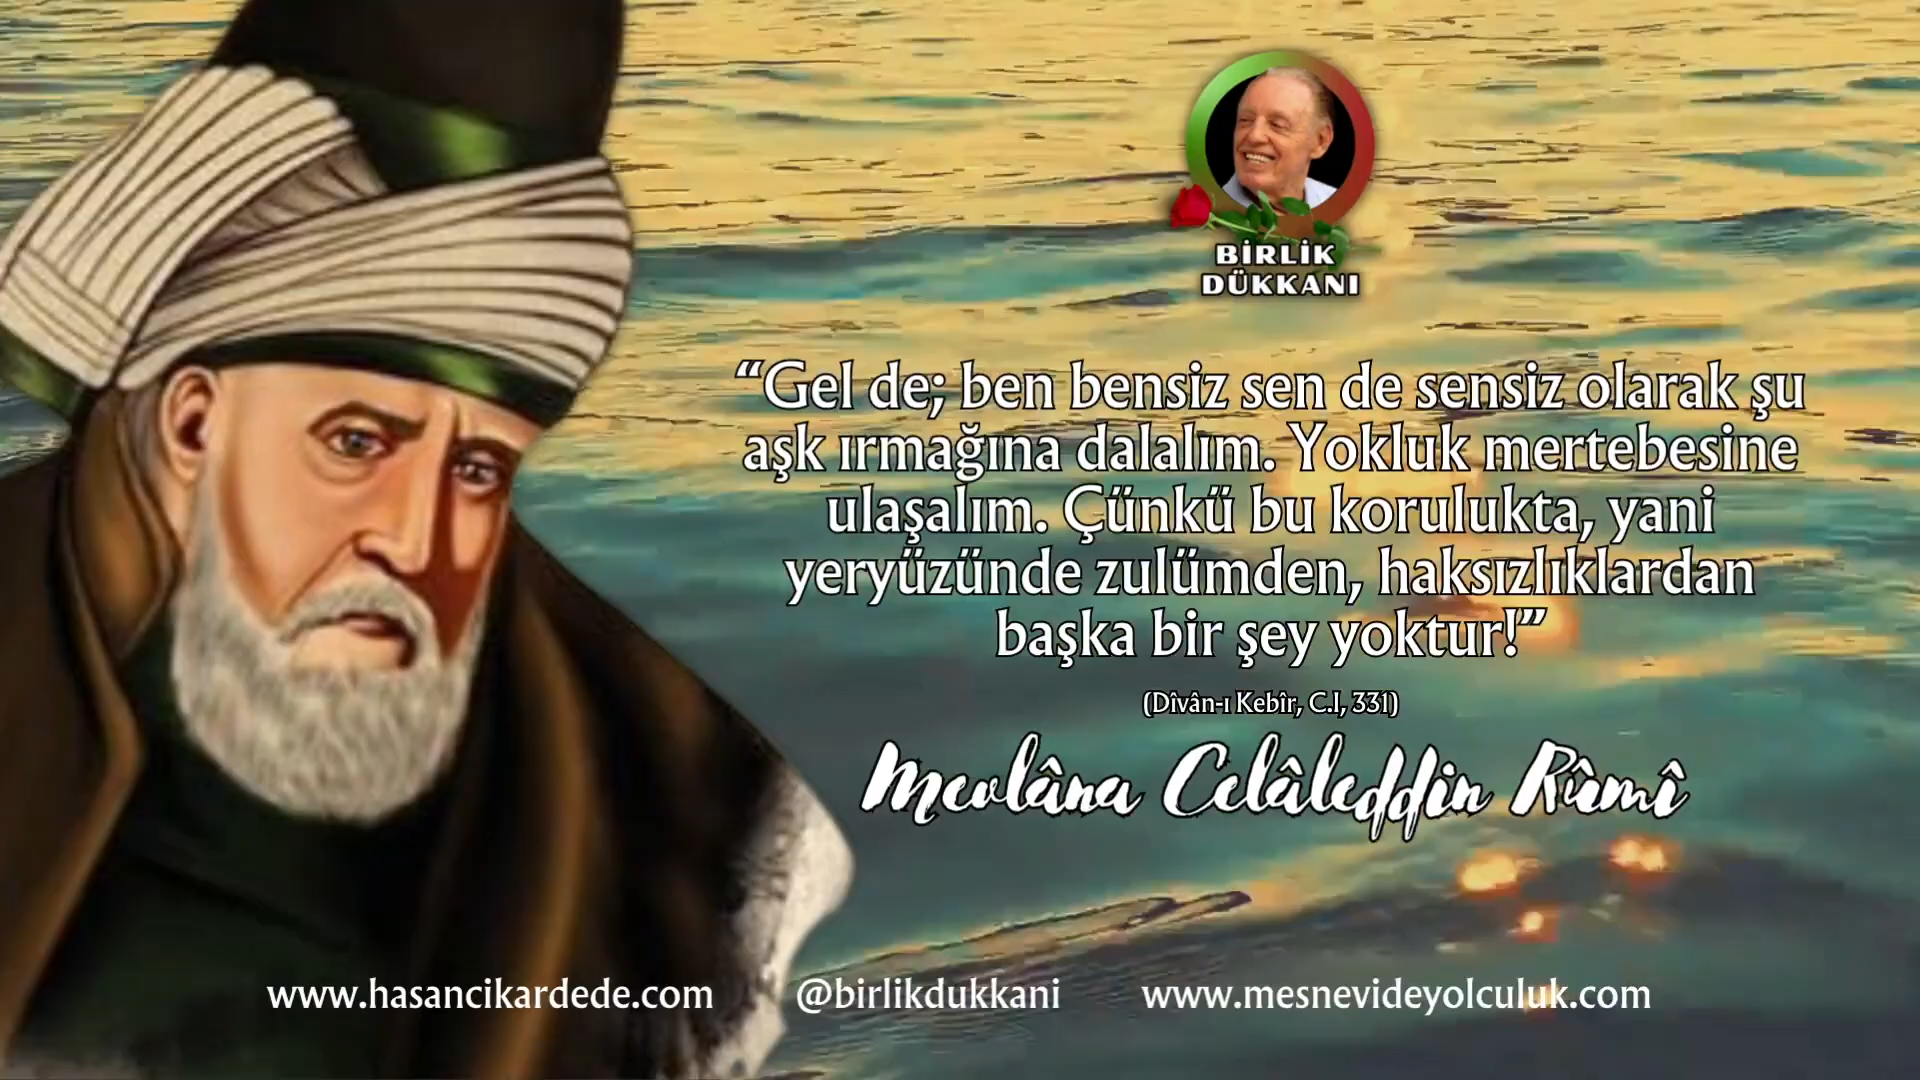 BİRLİK
DÜKKANI
“Gel de; ben bensiz sen de sensiz olarak şu
aşk ırmağına dalalım. Yokluk mertebesine
ulaşalım. Çünkü bu korulukta, yani
yeryüzünde zulümden, haksızlıklardan
başka bir şey yoktur!”
(Dîvân-ı Kebîr, C.I, 331)
Mevlâna Celâleddin Rûmî
www.hasancikardede.com @birlikdukkani www.mesnevideyolculuk.com